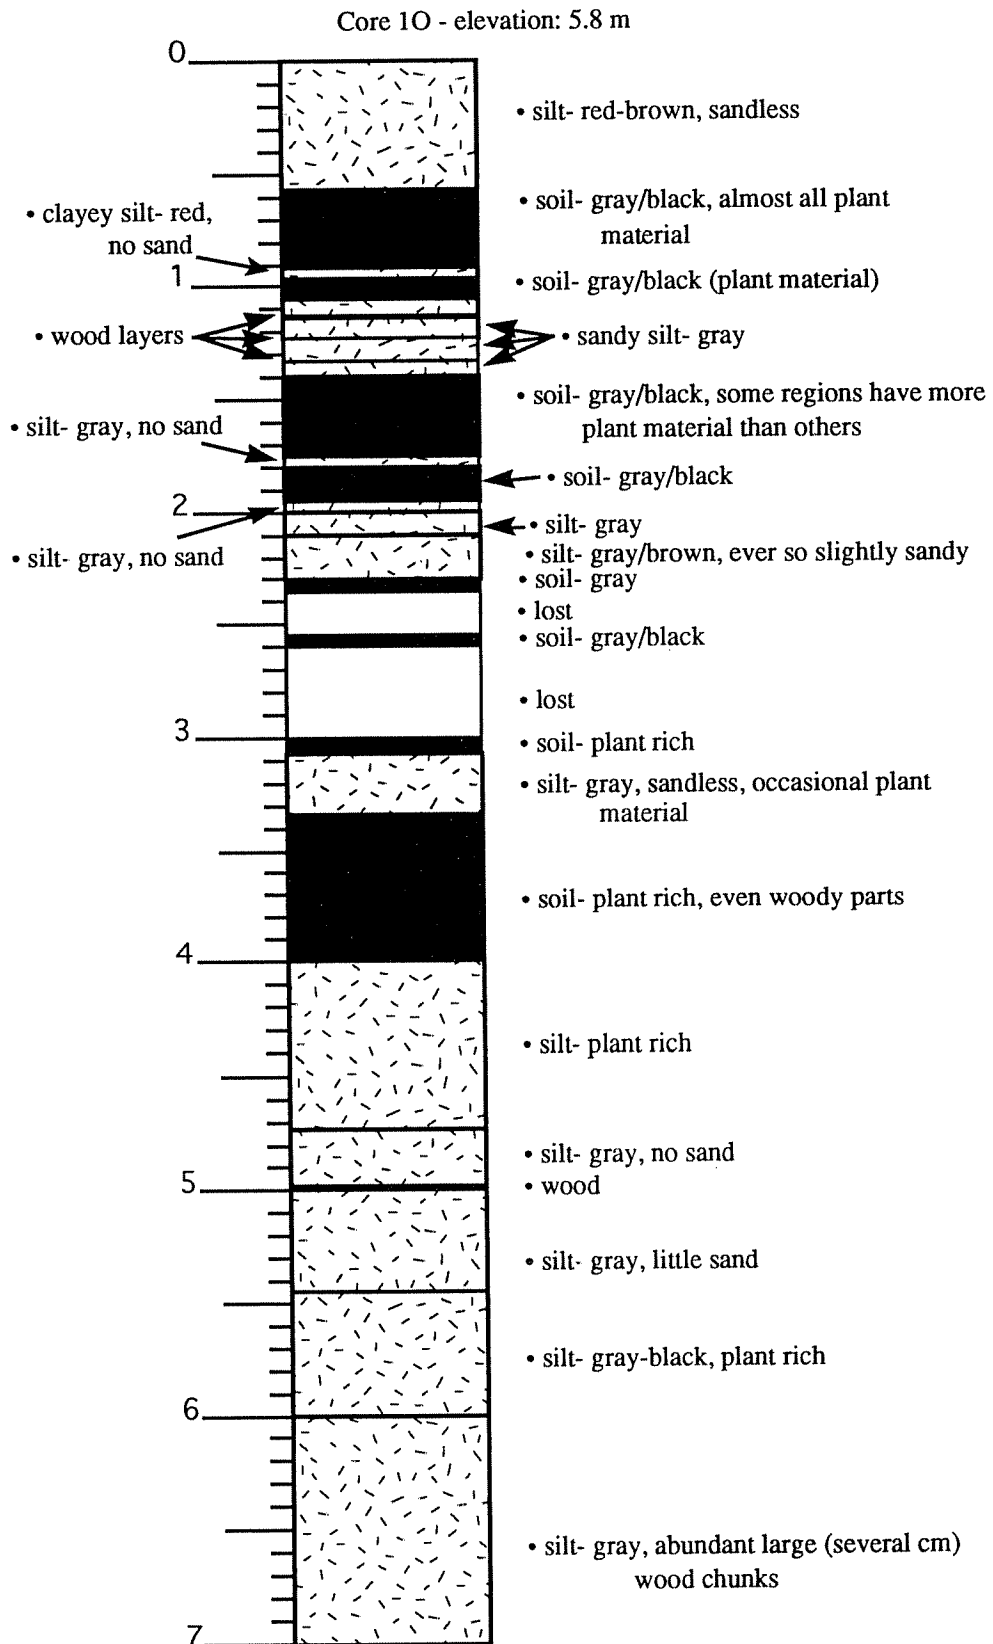 Core 1O - elevation: 5.8 m
0
• silt- red-brown, sandless
• soil- gray/black, almost all plant
material
• clayey silt- red,
no sand
1
• soil- gray/black (plant material)
• wood layers
• sandy silt- gray
• soil- gray/black, some regions have more
plant material than others
• silt- gray, no sand
• soil- gray/black
2
• silt- gray
• silt- gray, no sand
• silt- gray/brown, ever so slightly sandy
• soil- gray
• lost
• soil- gray/black
• lost
3
• soil- plant rich
• silt- gray, sandless, occasional plant
material
• soil- plant rich, even woody parts
4
• silt- plant rich
• silt- gray, no sand
5
• wood
• silt- gray, little sand
• silt- gray-black, plant rich
6
• silt- gray, abundant large (several cm)
wood chunks
7